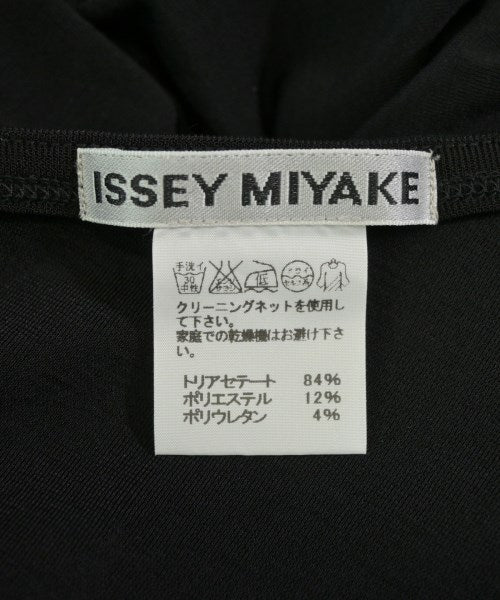 ISSEY MIYAKE
手洗イ
30
中性
低
クリーニングネットを使用し
て下さい。
家庭での乾燥機はお避け下さ
い。
トリアセテート 84%
ポリエステル 12%
ポリウレタン 4%